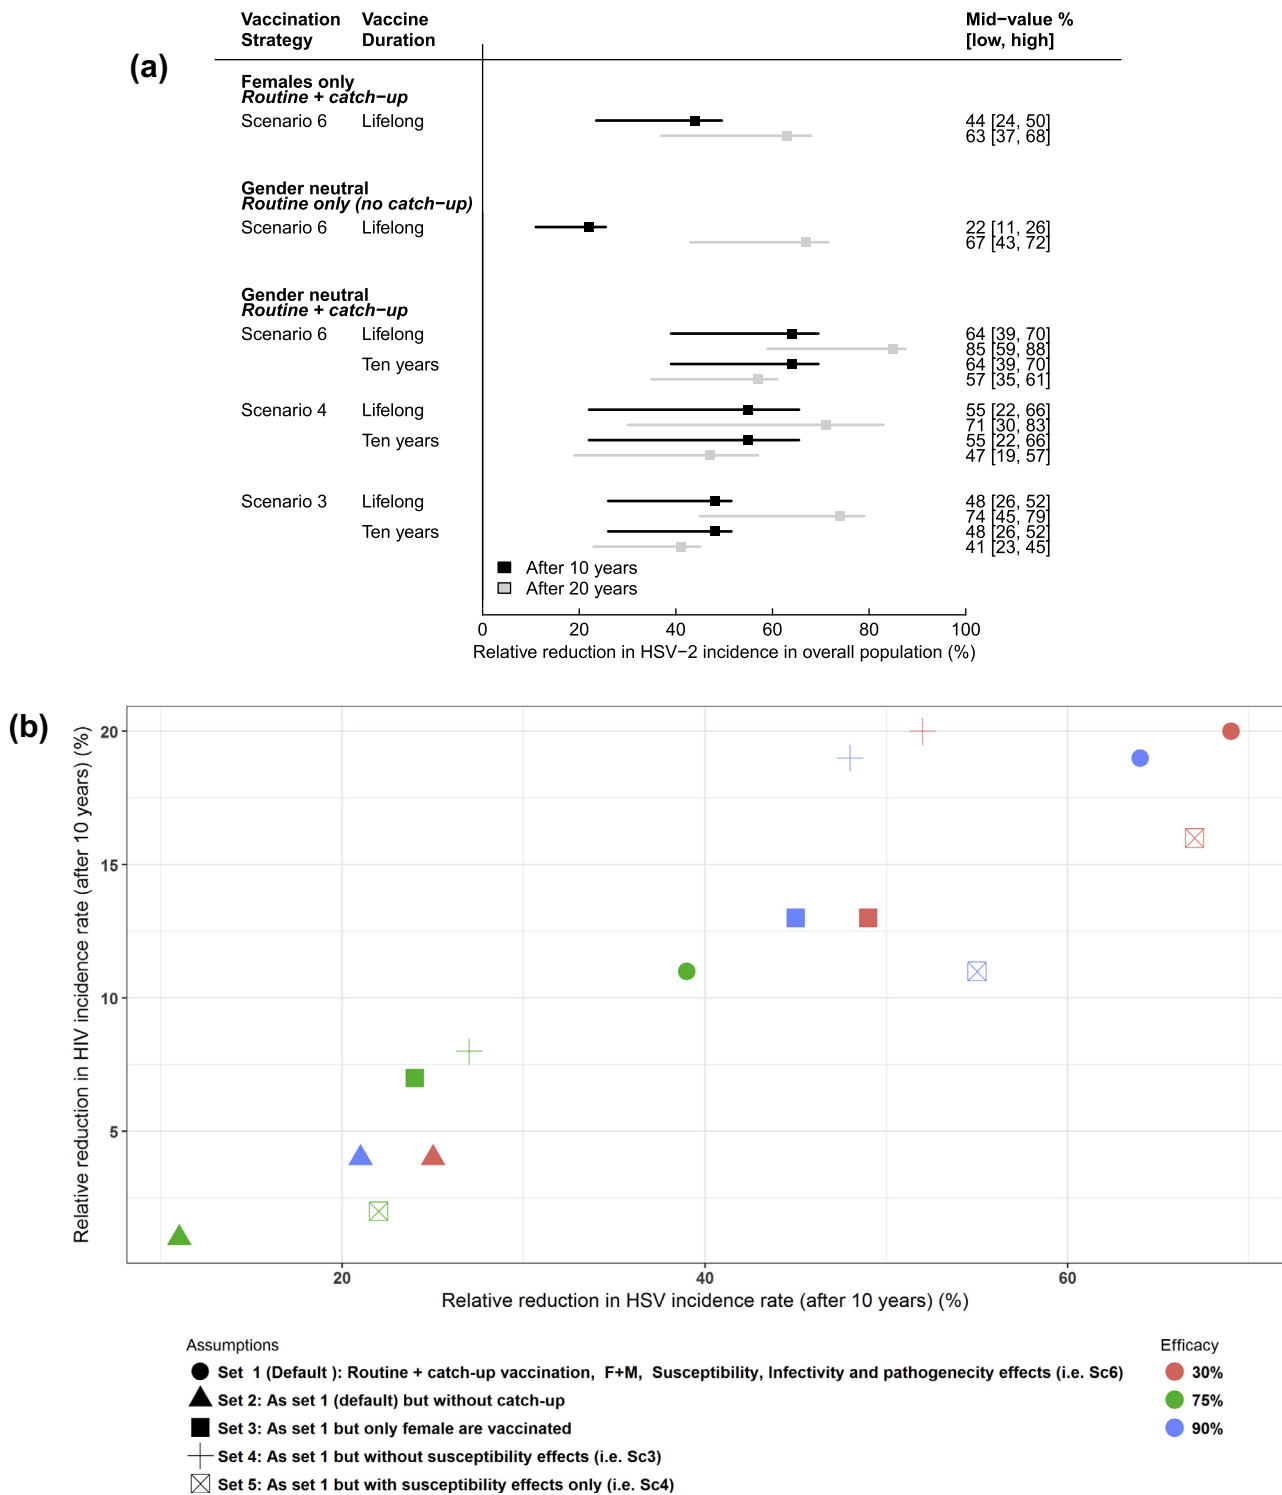 (a)
Vaccination Strategy Vaccine Duration Mid−value % [low, high]
Females only
Routine + catch−up
Scenario 6 Lifelong 44 [24, 50]
63 [37, 68]
Gender neutral
Routine only (no catch−up)
Scenario 6 Lifelong 22 [11, 26]
67 [43, 72]
Gender neutral
Routine + catch−up
Scenario 6 Lifelong 64 [39, 70]
85 [59, 88]
Ten years 64 [39, 70]
57 [35, 61]
Scenario 4 Lifelong 55 [22, 66]
71 [30, 83]
Ten years 55 [22, 66]
47 [19, 57]
Scenario 3 Lifelong 48 [26, 52]
74 [45, 79]
Ten years 48 [26, 52]
41 [23, 45]
After 10 years
After 20 years
0 20 40 60 80 100
Relative reduction in HSV−2 incidence in overall population (%)
(b)
Relative reduction in HIV incidence rate (after 10 years) (%)
20
15
10
5
20 40 60
Relative reduction in HSV incidence rate (after 10 years) (%)
Assumptions
Set 1 (Default ): Routine + catch-up vaccination, F+M, Susceptibility, Infectivity and pathogenecity effects (i.e. Sc6)
Set 2: As set 1 (default) but without catch-up
Set 3: As set 1 but only female are vaccinated
Set 4: As set 1 but without susceptibility effects (i.e. Sc3)
Set 5: As set 1 but with susceptibility effects only (i.e. Sc4)
Efficacy
30%
75%
90%